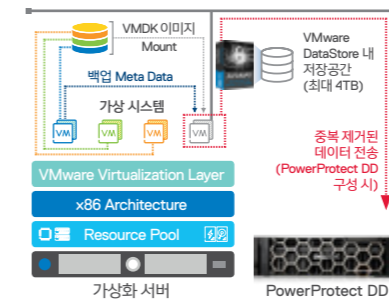 VMDK 이미지
Mount
백업 Meta Data
가상 시스템
VM
VM
VM
VM
VMware
DataStore 내
저장공간
(최대 4TB)
중복 제거된
데이터 전송
(PowerProtect DD
구성 시)
VMware Virtualization Layer
x86 Architecture
Resource Pool
가상화 서버
PowerProtect DD